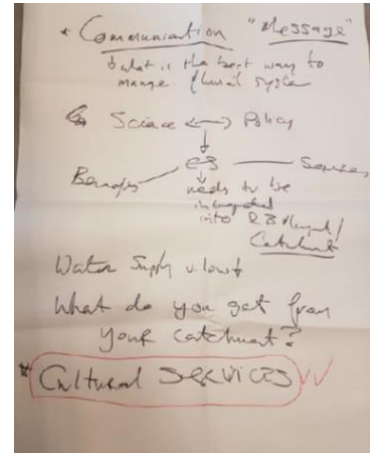 * Communication "Message"
what is the best way to
manage fluvial system
Science <-> Policy
Benefits — — Services
needs to be
integrated
into RB /
Catchment
Water Supply v. low
What do you get from
your catchment?
* Cultural SERVICES ✓✓